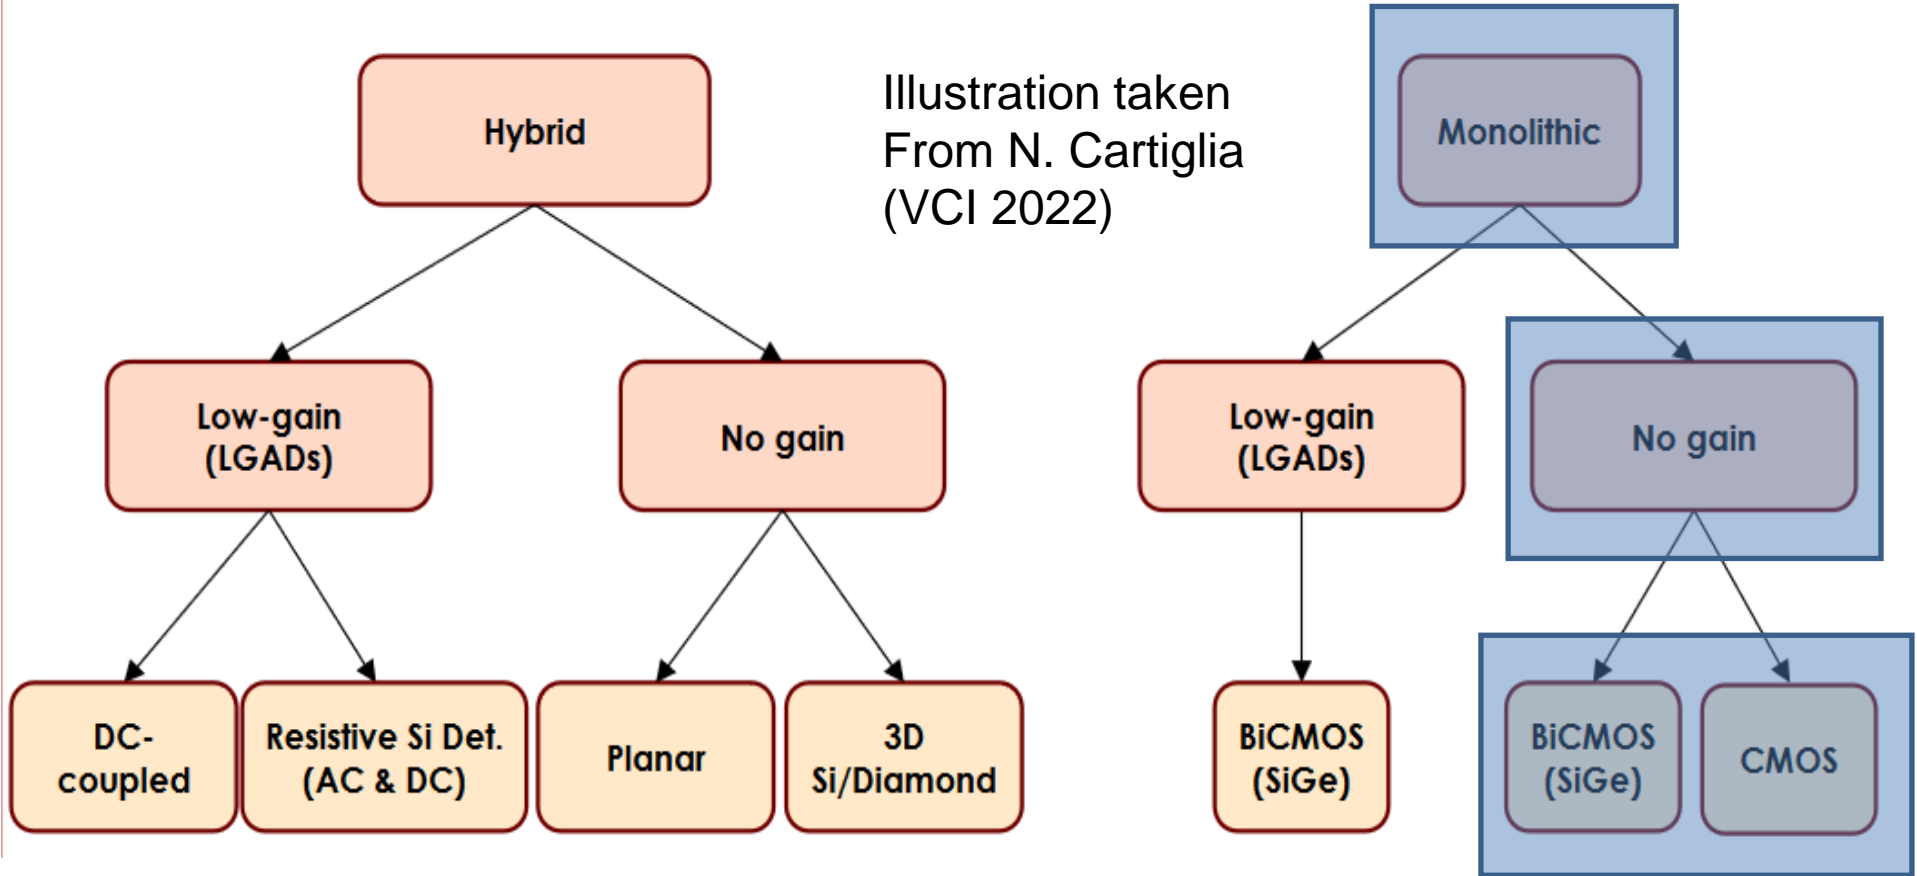 Hybrid
Illustration taken
From N. Cartiglia
(VCI 2022)
Monolithic
Low-gain
(LGADs)
No gain
Low-gain
(LGADs)
No gain
DC-
coupled
Resistive Si Det.
(AC & DC)
Planar
3D
Si/Diamond
BiCMOS
(SiGe)
BiCMOS
(SiGe)
CMOS